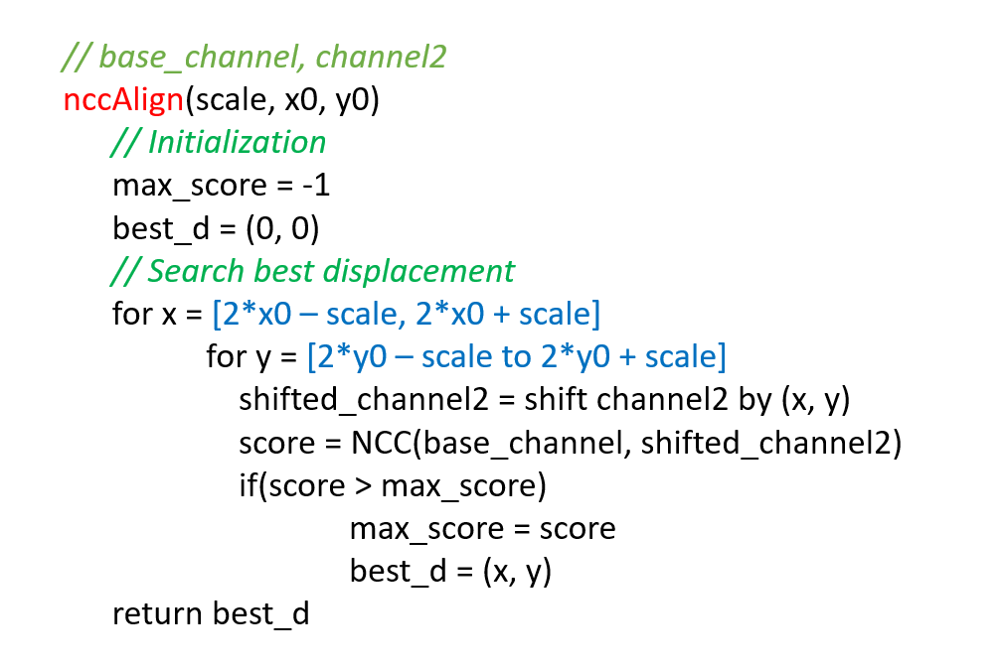 // base_channel, channel2
nccAlign(scale, x0, y0)
// Initialization
max_score = -1
best_d = (0, 0)
// Search best displacement
for x = [2*x0 – scale, 2*x0 + scale]
for y = [2*y0 – scale to 2*y0 + scale]
shifted_channel2 = shift channel2 by (x, y)
score = NCC(base_channel, shifted_channel2)
if(score > max_score)
max_score = score
best_d = (x, y)
return best_d